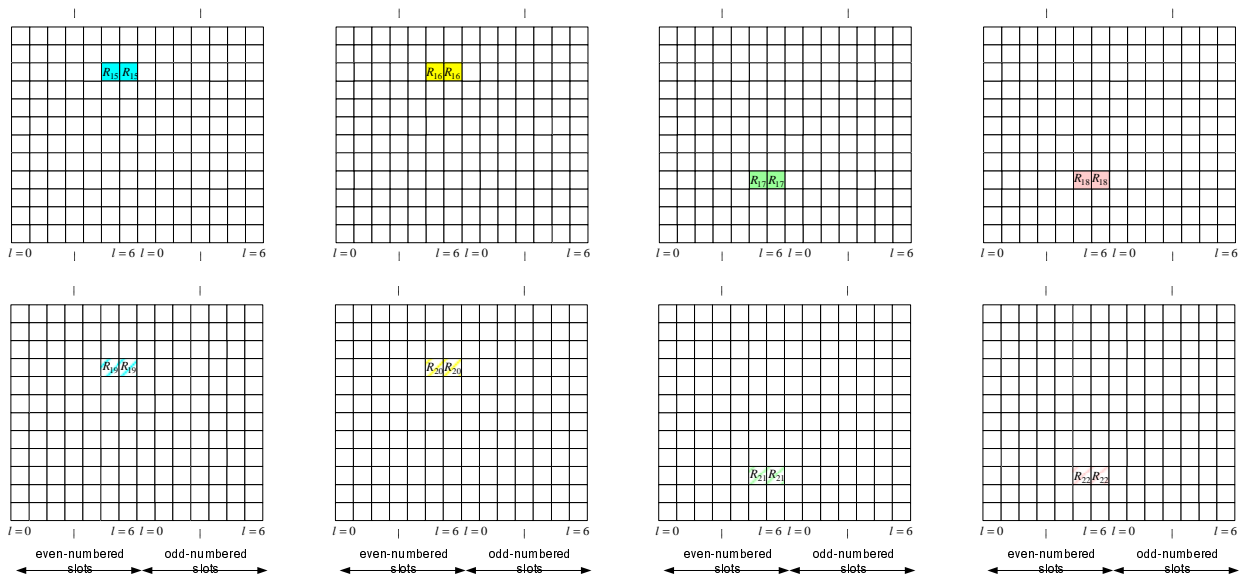 R15 R15 R16 R16
R17 R17 R18 R18
l = 0 l = 6 l = 0 l = 6 l = 0 l = 6 l = 0 l = 6 l = 0 l = 6 l = 0 l = 6 l = 0 l = 6 l = 0 l = 6
R19 R19 R20 R20
R21 R21 R22 R22
l = 0 l = 6 l = 0 l = 6 l = 0 l = 6 l = 0 l = 6 l = 0 l = 6 l = 0 l = 6 l = 0 l = 6 l = 0 l = 6
even-numbered odd-numbered even-numbered odd-numbered even-numbered odd-numbered even-numbered odd-numbered
slots slots slots slots slots slots slots slots